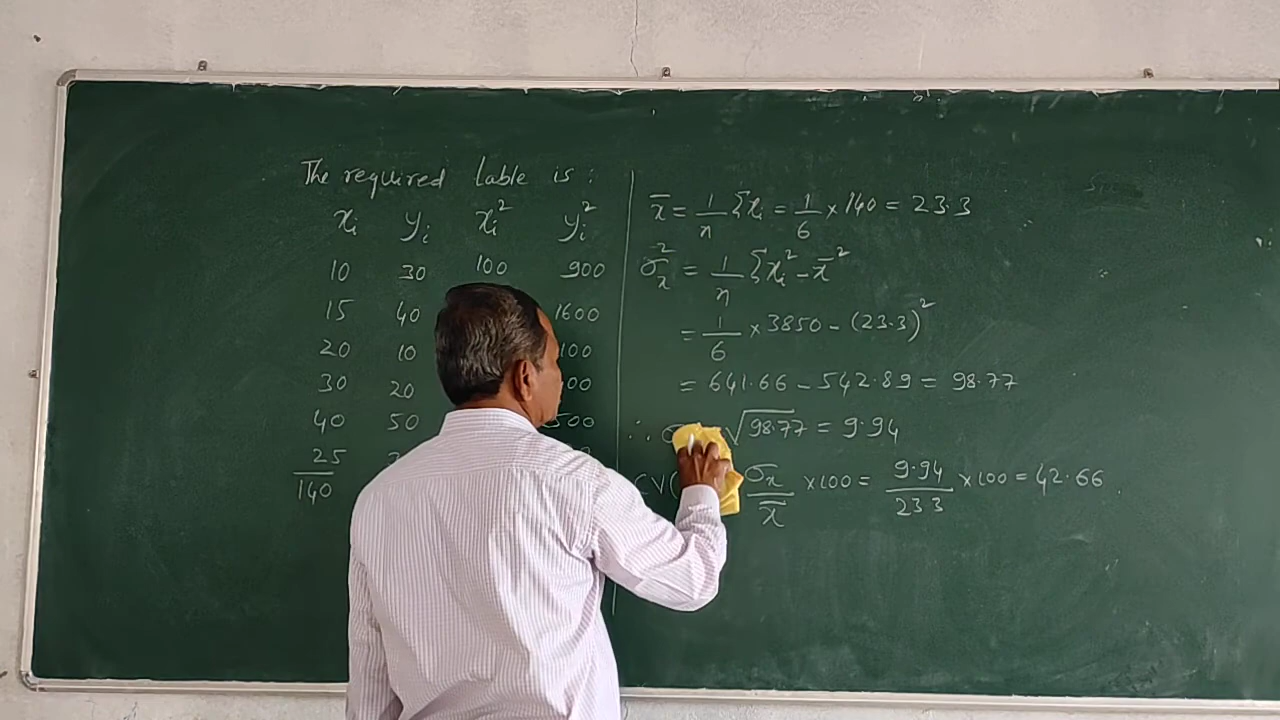 The required table is :
xᵢ yᵢ xᵢ² yᵢ²
10 30 100 900
15 40 1600
20 10 100
30 20 00
40 50 500
25
140
x̄ = 1/n Σxᵢ = 1/6 × 140 = 23.3
σₓ² = 1/n Σxᵢ² - x̄²
= 1/6 × 3850 - (23.3)²
= 641.66 - 542.89 = 98.77
∴ √98.77 = 9.94
CV( σₓ/x̄ ×100 = 9.94/23.3 ×100 = 42.66